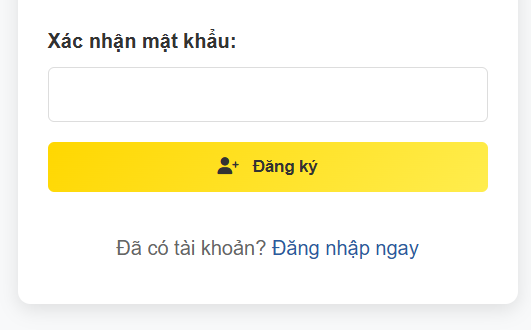 Xác nhận mật khẩu:
Đăng ký
Đã có tài khoản? Đăng nhập ngay